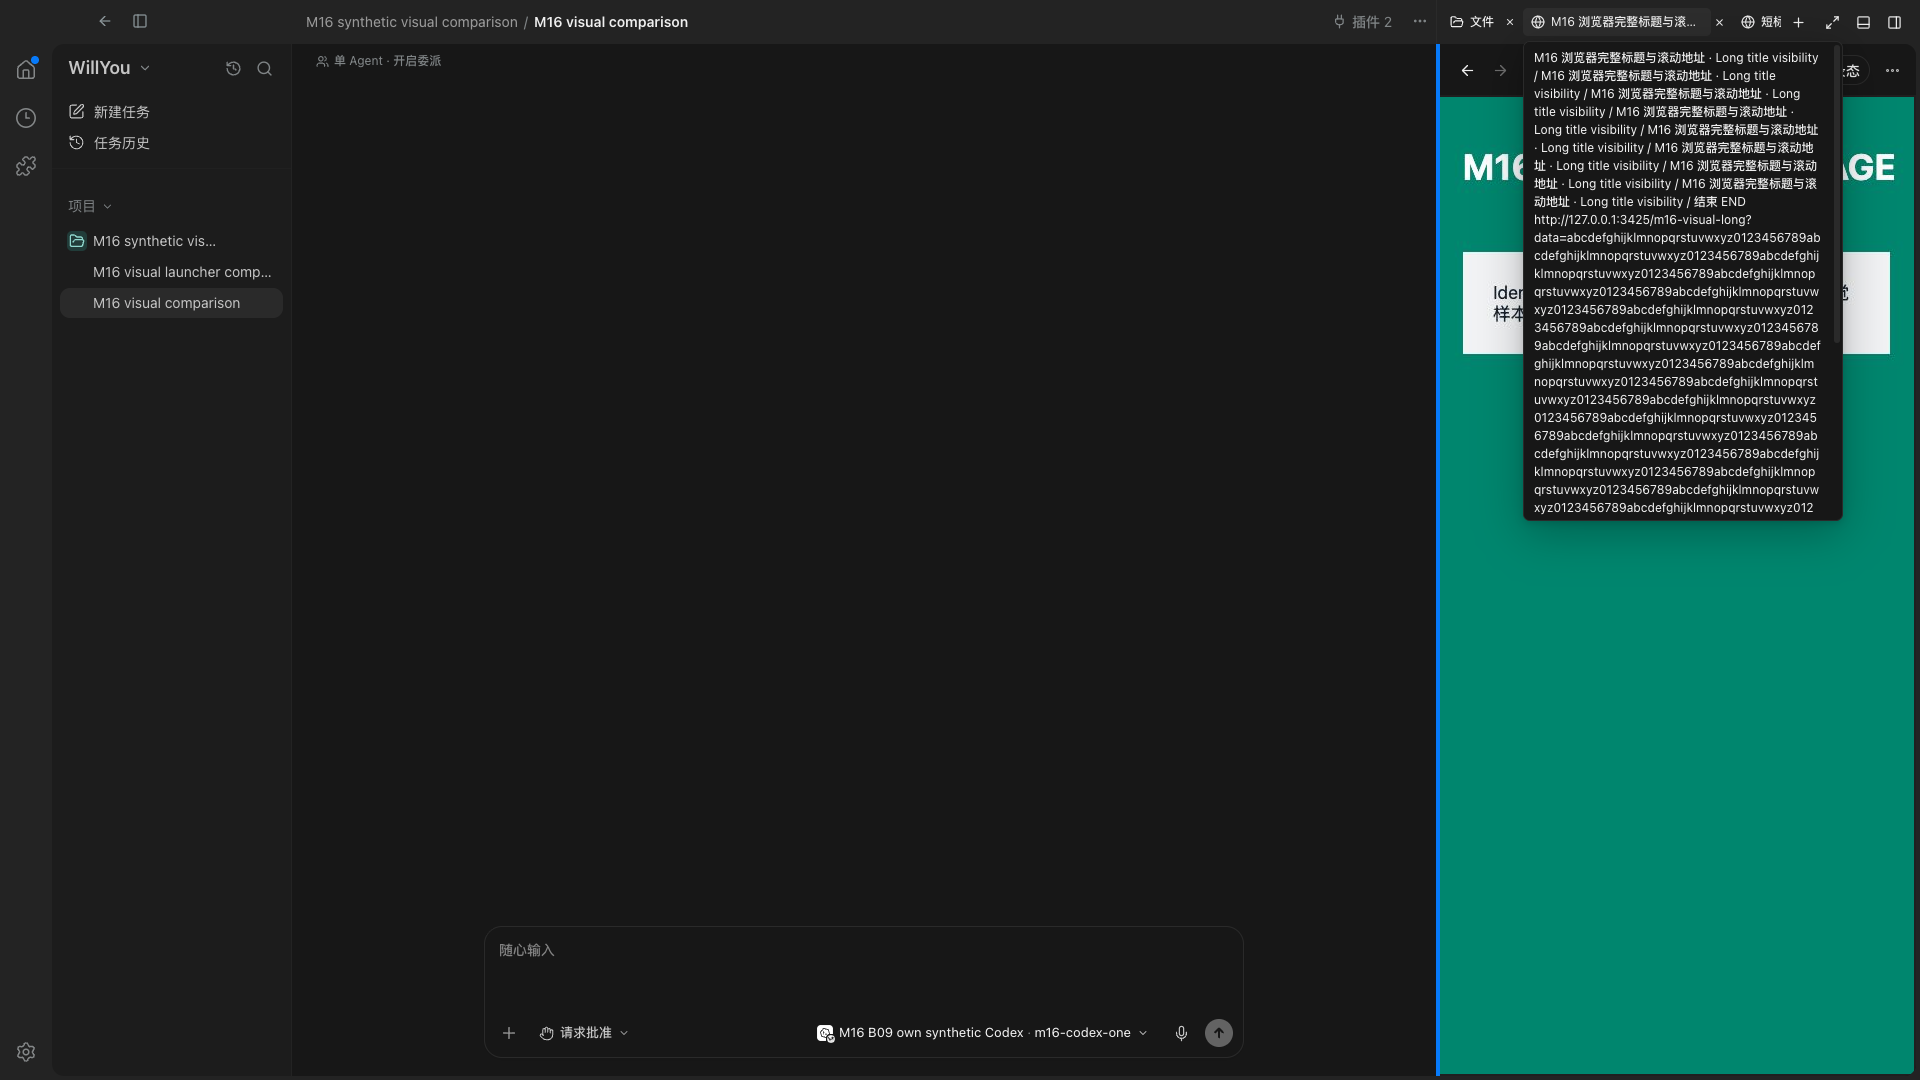 M16 synthetic visual comparison / M16 visual comparison
插件 2
文件
M16 浏览器完整标题与滚...
短标
WillYou
单 Agent · 开启委派
新建任务
任务历史
项目
M16 synthetic vis...
M16 visual launcher comp...
M16 visual comparison
M16 浏览器完整标题与滚动地址 · Long title visibility
/ M16 浏览器完整标题与滚动地址 · Long title
visibility / M16 浏览器完整标题与滚动地址 · Long
title visibility / M16 浏览器完整标题与滚动地址 ·
Long title visibility / M16 浏览器完整标题与滚动地址
· Long title visibility / M16 浏览器完整标题与滚动地
址 · Long title visibility / M16 浏览器完整标题与滚动
地址 · Long title visibility / M16 浏览器完整标题与滚
动地址 · Long title visibility / 结束 END
http://127.0.0.1:3425/m16-visual-long?
data=abcdefghijklmnopqrstuvwxyz0123456789ab
cdefghijklmnopqrstuvwxyz0123456789abcdefghij
klmnopqrstuvwxyz0123456789abcdefghijklmnop
qrstuvwxyz0123456789abcdefghijklmnopqrstuvw
xyz0123456789abcdefghijklmnopqrstuvwxyz012
3456789abcdefghijklmnopqrstuvwxyz012345678
9abcdefghijklmnopqrstuvwxyz0123456789abcdef
ghijklmnopqrstuvwxyz0123456789abcdefghijklm
nopqrstuvwxyz0123456789abcdefghijklmnopqrst
uvwxyz0123456789abcdefghijklmnopqrstuvwxyz
0123456789abcdefghijklmnopqrstuvwxyz012345
6789abcdefghijklmnopqrstuvwxyz0123456789ab
cdefghijklmnopqrstuvwxyz0123456789abcdefghij
klmnopqrstuvwxyz0123456789abcdefghijklmnop
qrstuvwxyz0123456789abcdefghijklmnopqrstuvw
xyz0123456789abcdefghijklmnopqrstuvwxyz012
态
M16
AGE
Iden
样本
随心输入
请求批准
M16 B09 own synthetic Codex · m16-codex-one